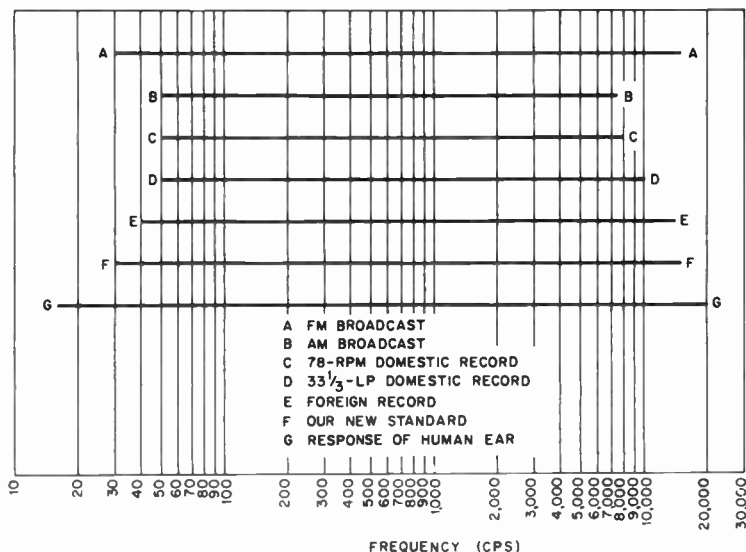 A A
B B
C C
D D
E E
F F
G G
A FM BROADCAST
B AM BROADCAST
C 78-RPM DOMESTIC RECORD
D 33 1/3-LP DOMESTIC RECORD
E FOREIGN RECORD
F OUR NEW STANDARD
G RESPONSE OF HUMAN EAR
10 30 40 50 60 70 80 90 100 200 300 400 500 600 700 800 900 1,000 2,000 3,000 4,000 5,000 6,000 7,000 8,000 9,000 10,000 20,000 30,000
FREQUENCY (CPS)